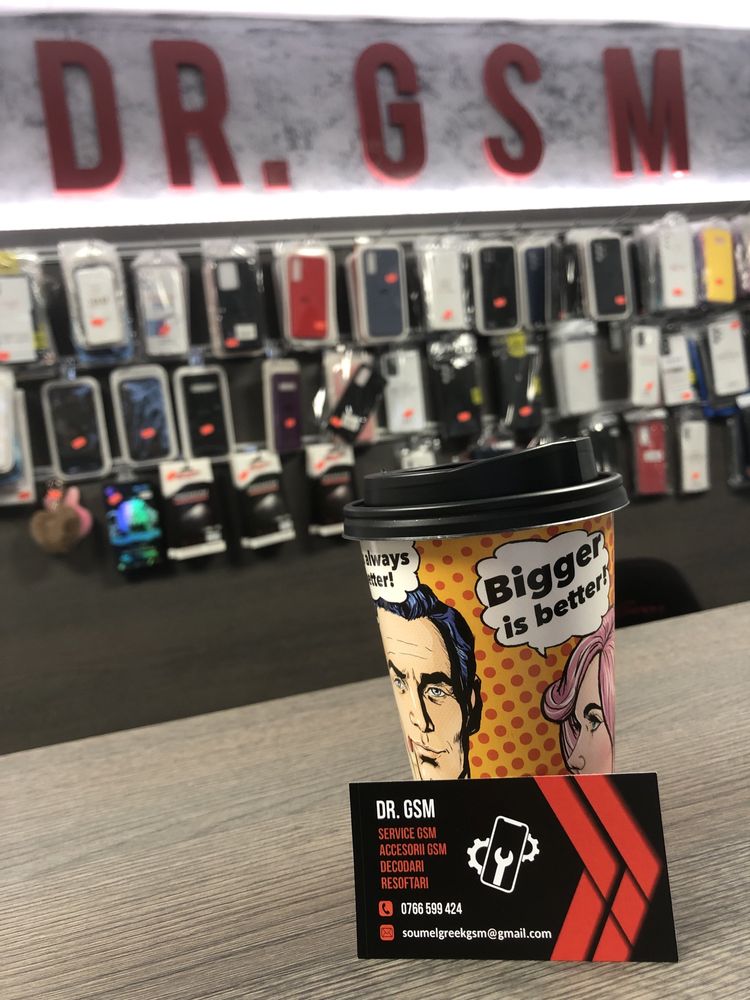 DR. GSM
always
etter!
Bigger
is better!
DR. GSM
SERVICE GSM
ACCESORII GSM
DECODARI
RESOFTARI
0766 599 424
soumelgreekgsm@gmail.com